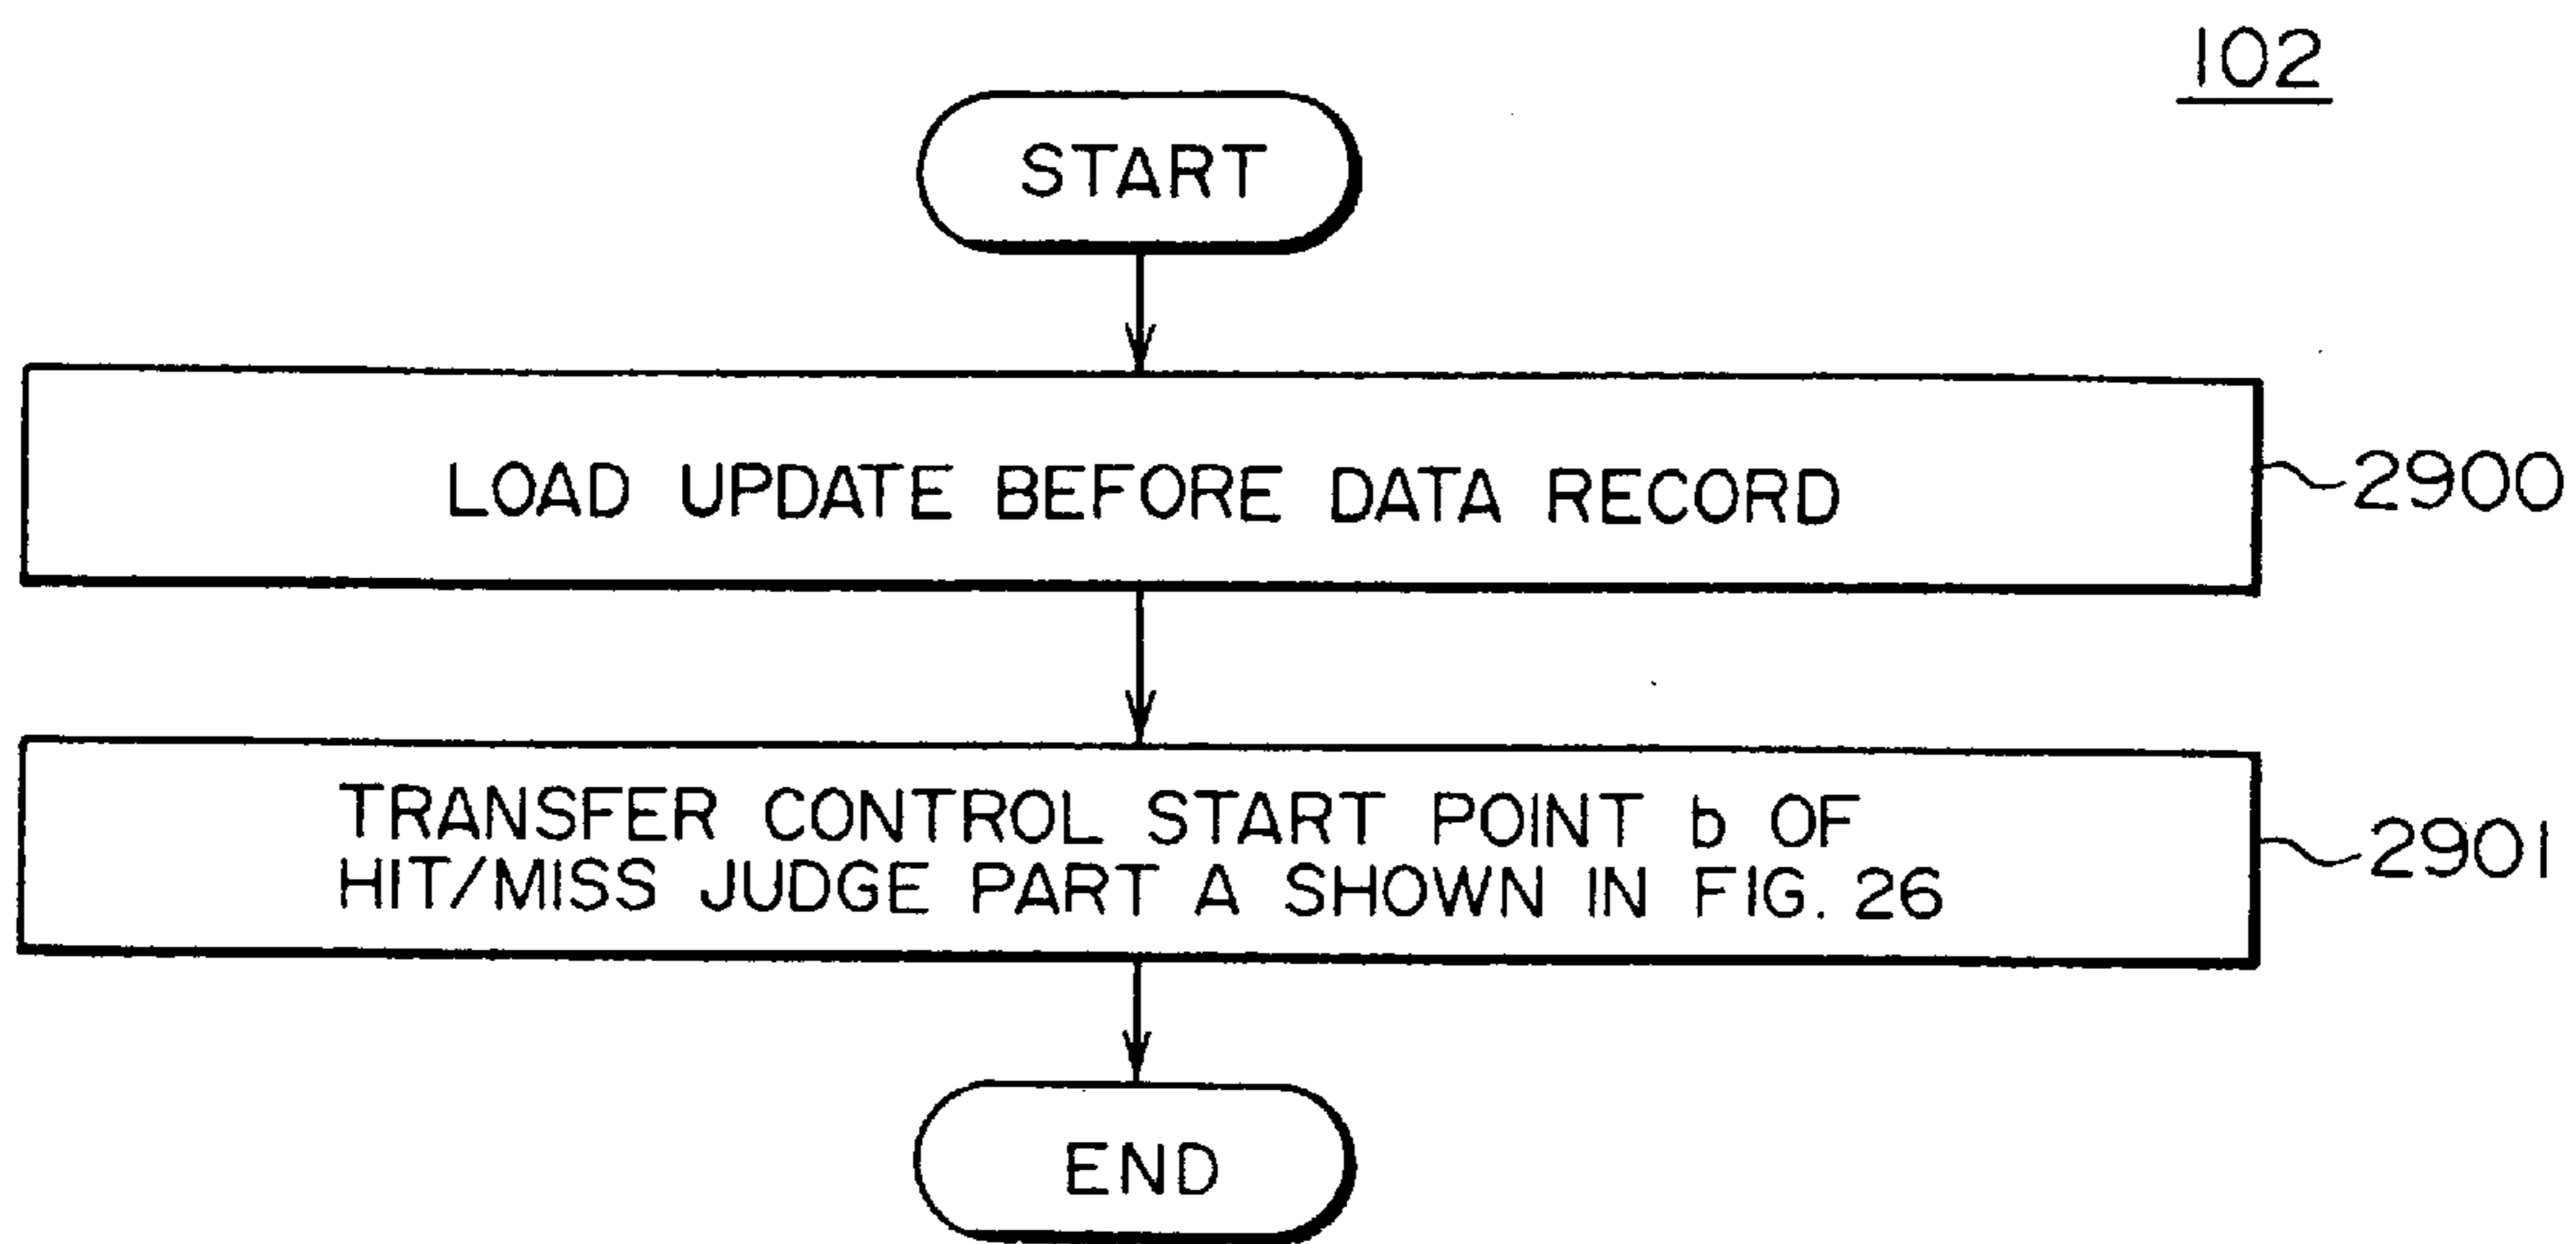 102
START
LOAD UPDATE BEFORE DATA RECORD
2900
TRANSFER CONTROL START POINT b OF
HIT/MISS JUDGE PART A SHOWN IN FIG. 26
2901
END